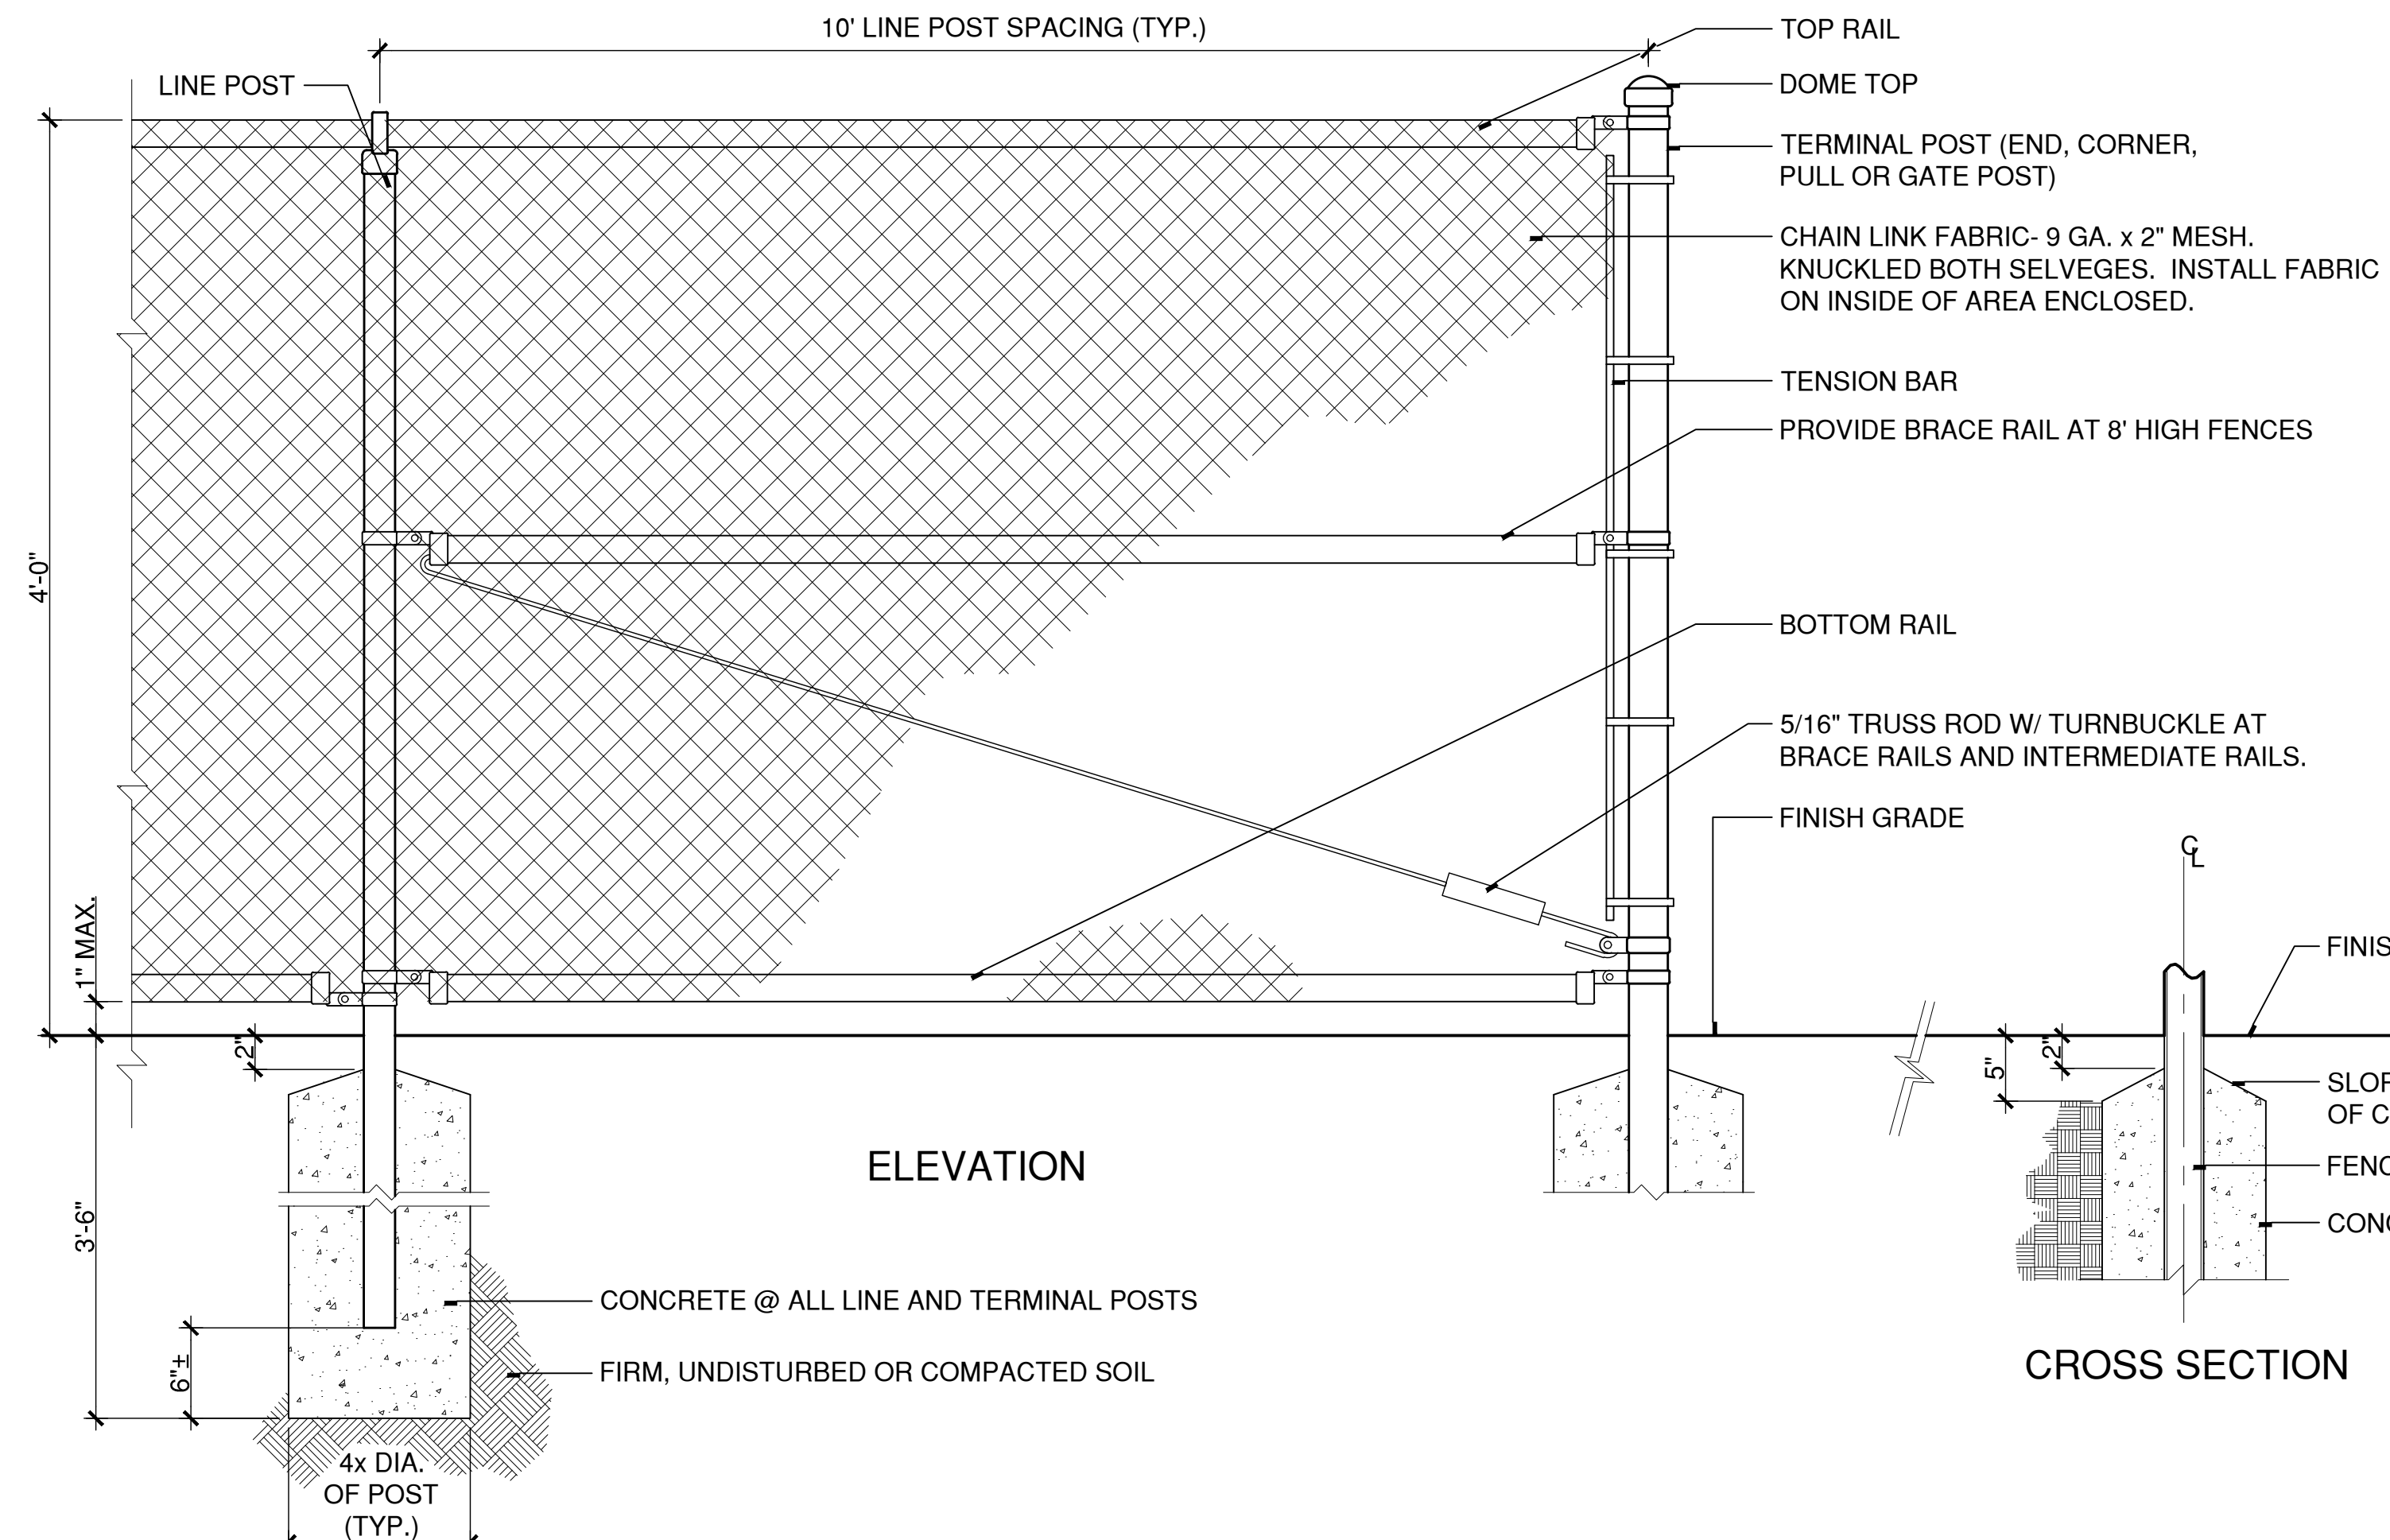 10' LINE POST SPACING (TYP.)
LINE POST
TOP RAIL
DOME TOP
TERMINAL POST (END, CORNER,
PULL OR GATE POST)
CHAIN LINK FABRIC- 9 GA. x 2" MESH.
KNUCKLED BOTH SELVEGES. INSTALL FABRIC
ON INSIDE OF AREA ENCLOSED.
TENSION BAR
PROVIDE BRACE RAIL AT 8' HIGH FENCES
4'-0"
BOTTOM RAIL
5/16" TRUSS ROD W/ TURNBUCKLE AT
BRACE RAILS AND INTERMEDIATE RAILS.
FINISH GRADE
CL
1" MAX.
2"
5"
2"
OF
ELEVATION
3'-6"
CONCRETE @ ALL LINE AND TERMINAL POSTS
6"±
FIRM, UNDISTURBED OR COMPACTED SOIL
CROSS SECTION
4x DIA.
OF POST
(TYP.)